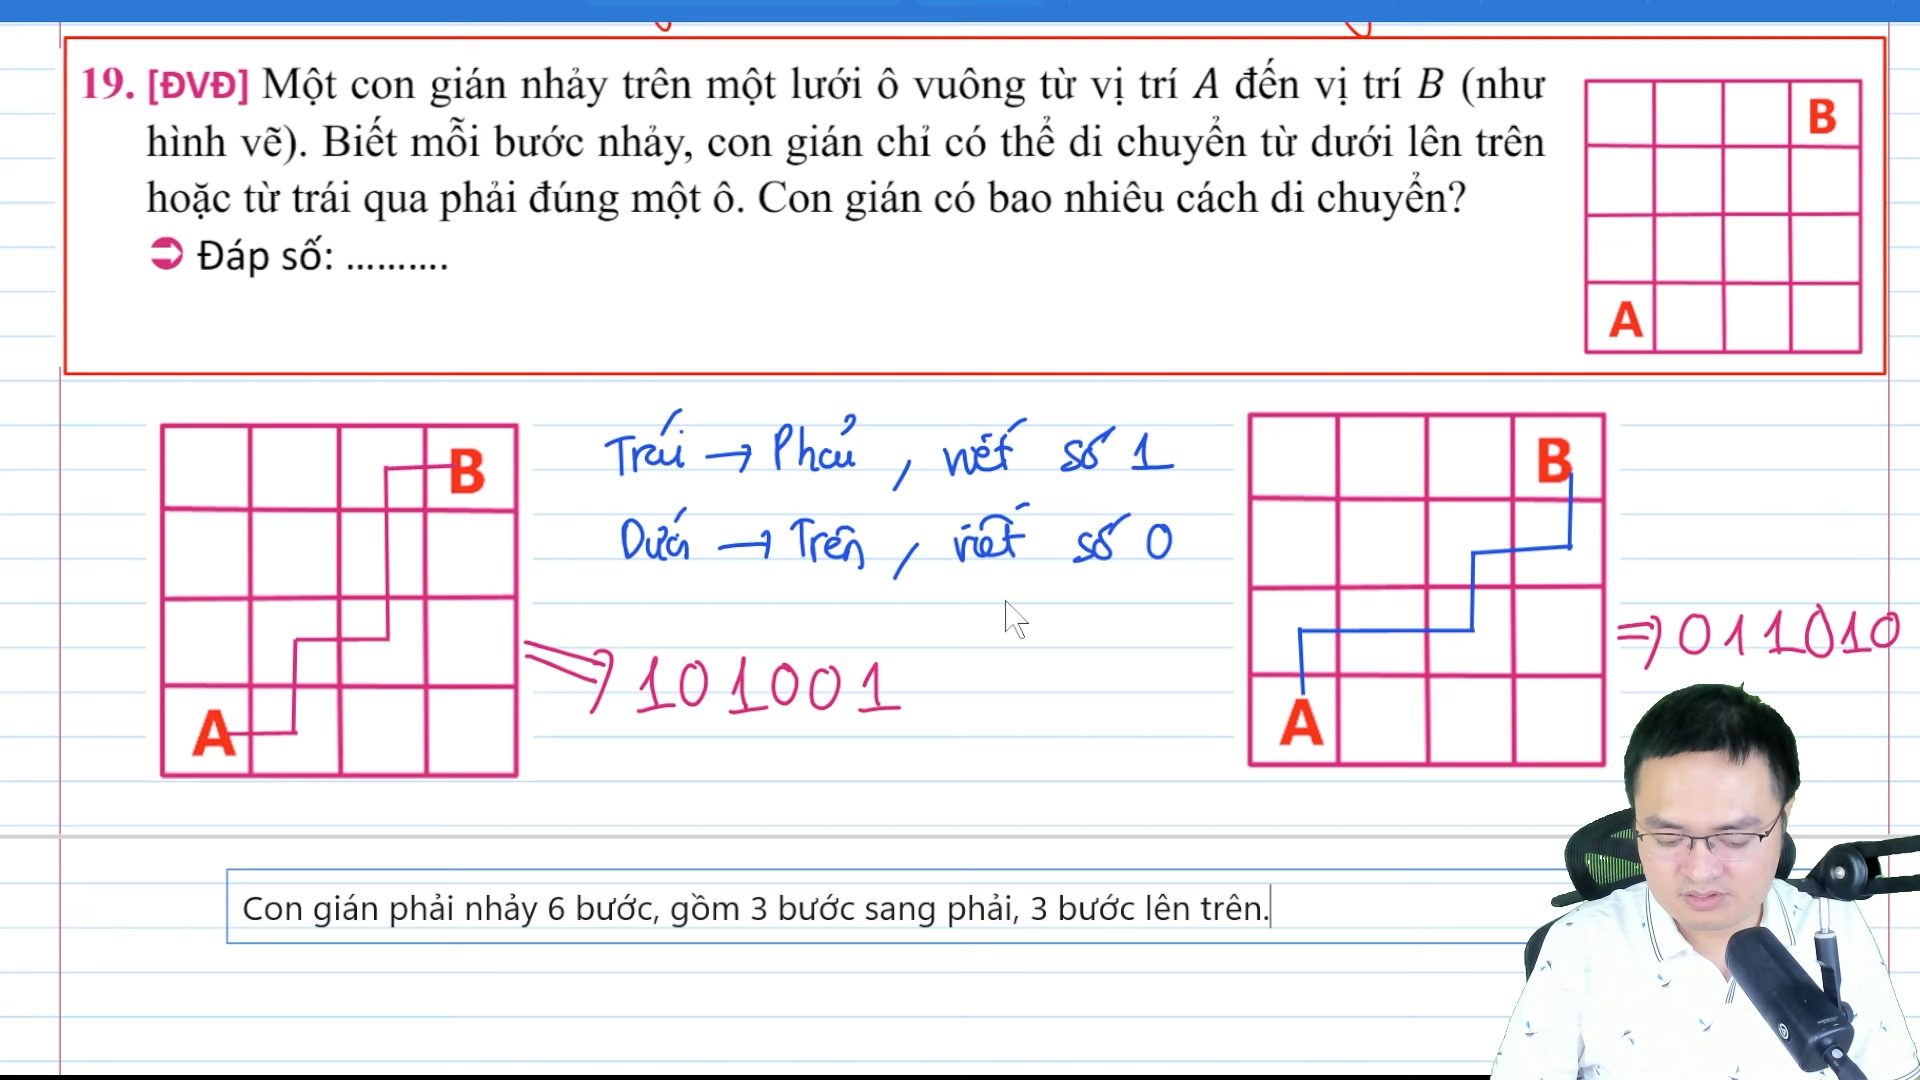 19. [ĐVĐ] Một con gián nhảy trên một lưới ô vuông từ vị trí A đến vị trí B (như
hình vẽ). Biết mỗi bước nhảy, con gián chỉ có thể di chuyển từ dưới lên trên
hoặc từ trái qua phải đúng một ô. Con gián có bao nhiêu cách di chuyển?
Đáp số: ..........
B
A
Trái → Phải, viết số 1
Dưới → Trên, viết số 0
B
A
⇒ 101001
B
A
⇒ 011010
Con gián phải nhảy 6 bước, gồm 3 bước sang phải, 3 bước lên trên.